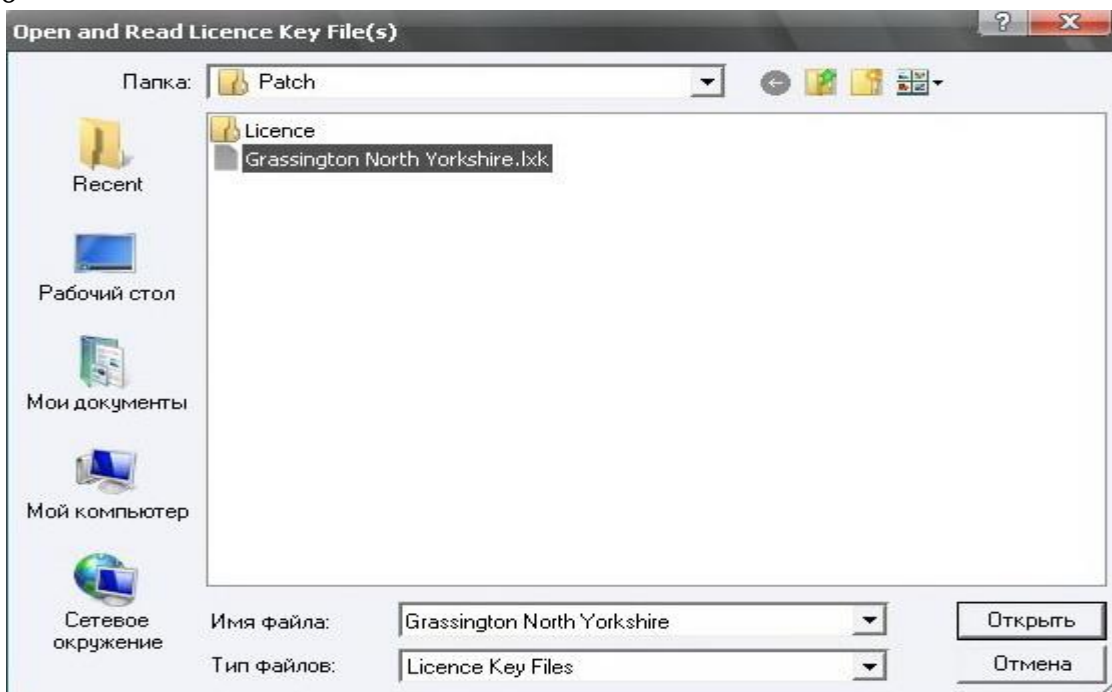 Open and Read Licence Key File(s)
Папка:
Patch
Licence
Grassington North Yorkshire.lxk
Recent
Рабочий стол
Мои документы
Мой компьютер
Сетевое
окружение
Имя файла:
Grassington North Yorkshire
Открыть
Тип файлов:
Licence Key Files
Отмена